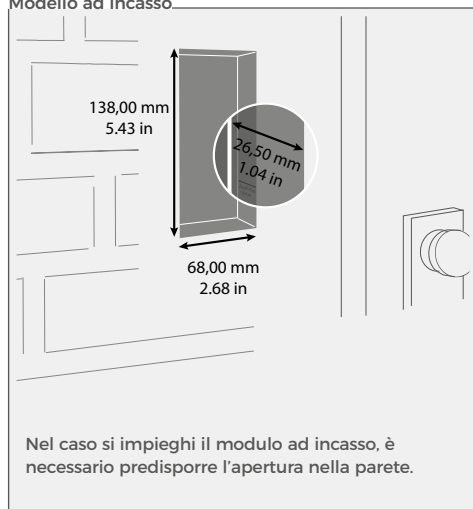 Modello ad incasso
138,00 mm
5.43 in
26,50 mm
1.04 in
68,00 mm
2.68 in
Nel caso si impieghi il modulo ad incasso, è
necessario predisporre l’apertura nella parete.